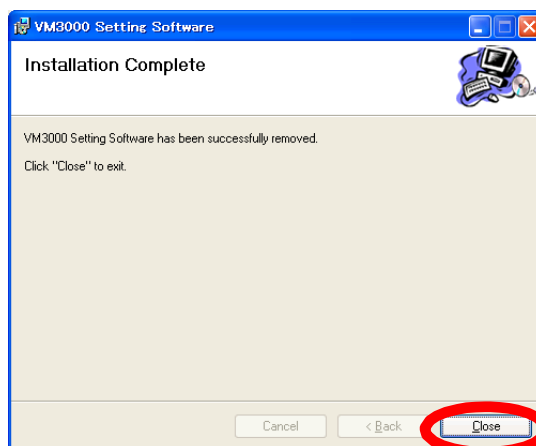 VM3000 Setting Software
Installation Complete
VM3000 Setting Software has been successfully removed.
Click "Close" to exit.
Cancel
< Back
Close